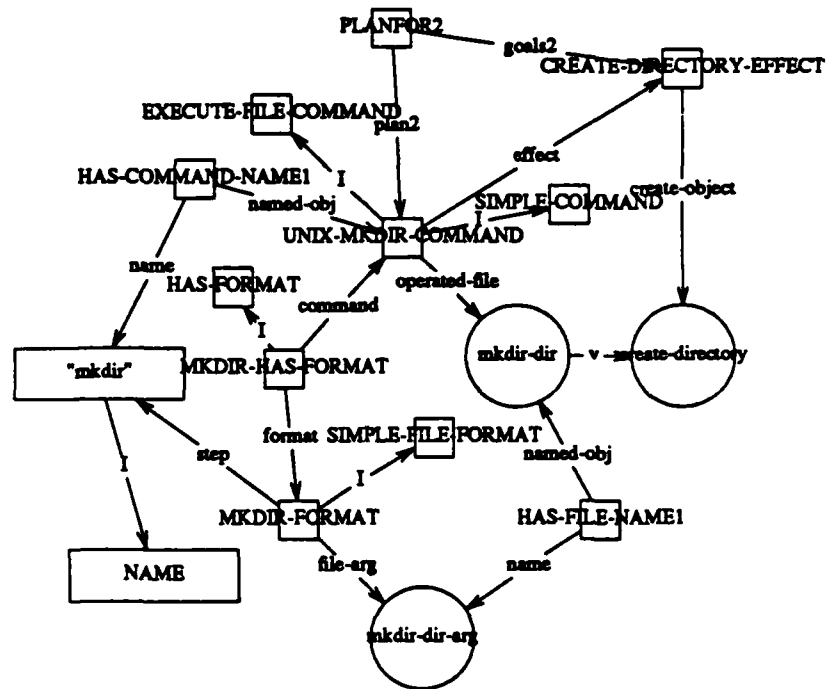 PLANFOR2
goals2
CREATE-DIRECTORY-EFFECT
EXECUTE-FILE-COMMAND
plan2
effect
HAS-COMMAND-NAME1
I
named-obj
SIMPLE-COMMAND
create-object
I
UNIX-MKDIR-COMMAND
name
HAS-FORMAT
command
operated-file
I
"mkdir"
MKDIR-HAS-FORMAT
mkdir-dir
v
create-directory
format
SIMPLE-FILE-FORMAT
step
named-obj
I
I
MKDIR-FORMAT
HAS-FILE-NAME1
NAME
file-arg
name
mkdir-dir-arg